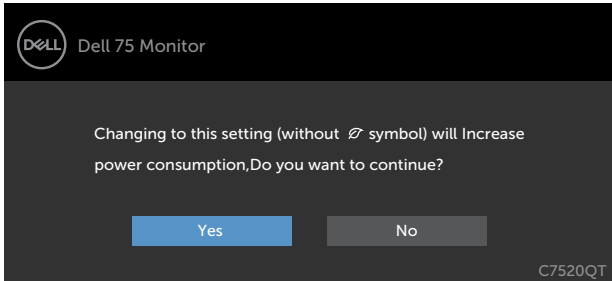 DELL
Dell 75 Monitor
Changing to this setting (without symbol) will Increase
power consumption,Do you want to continue?
Yes
No
C7520QT